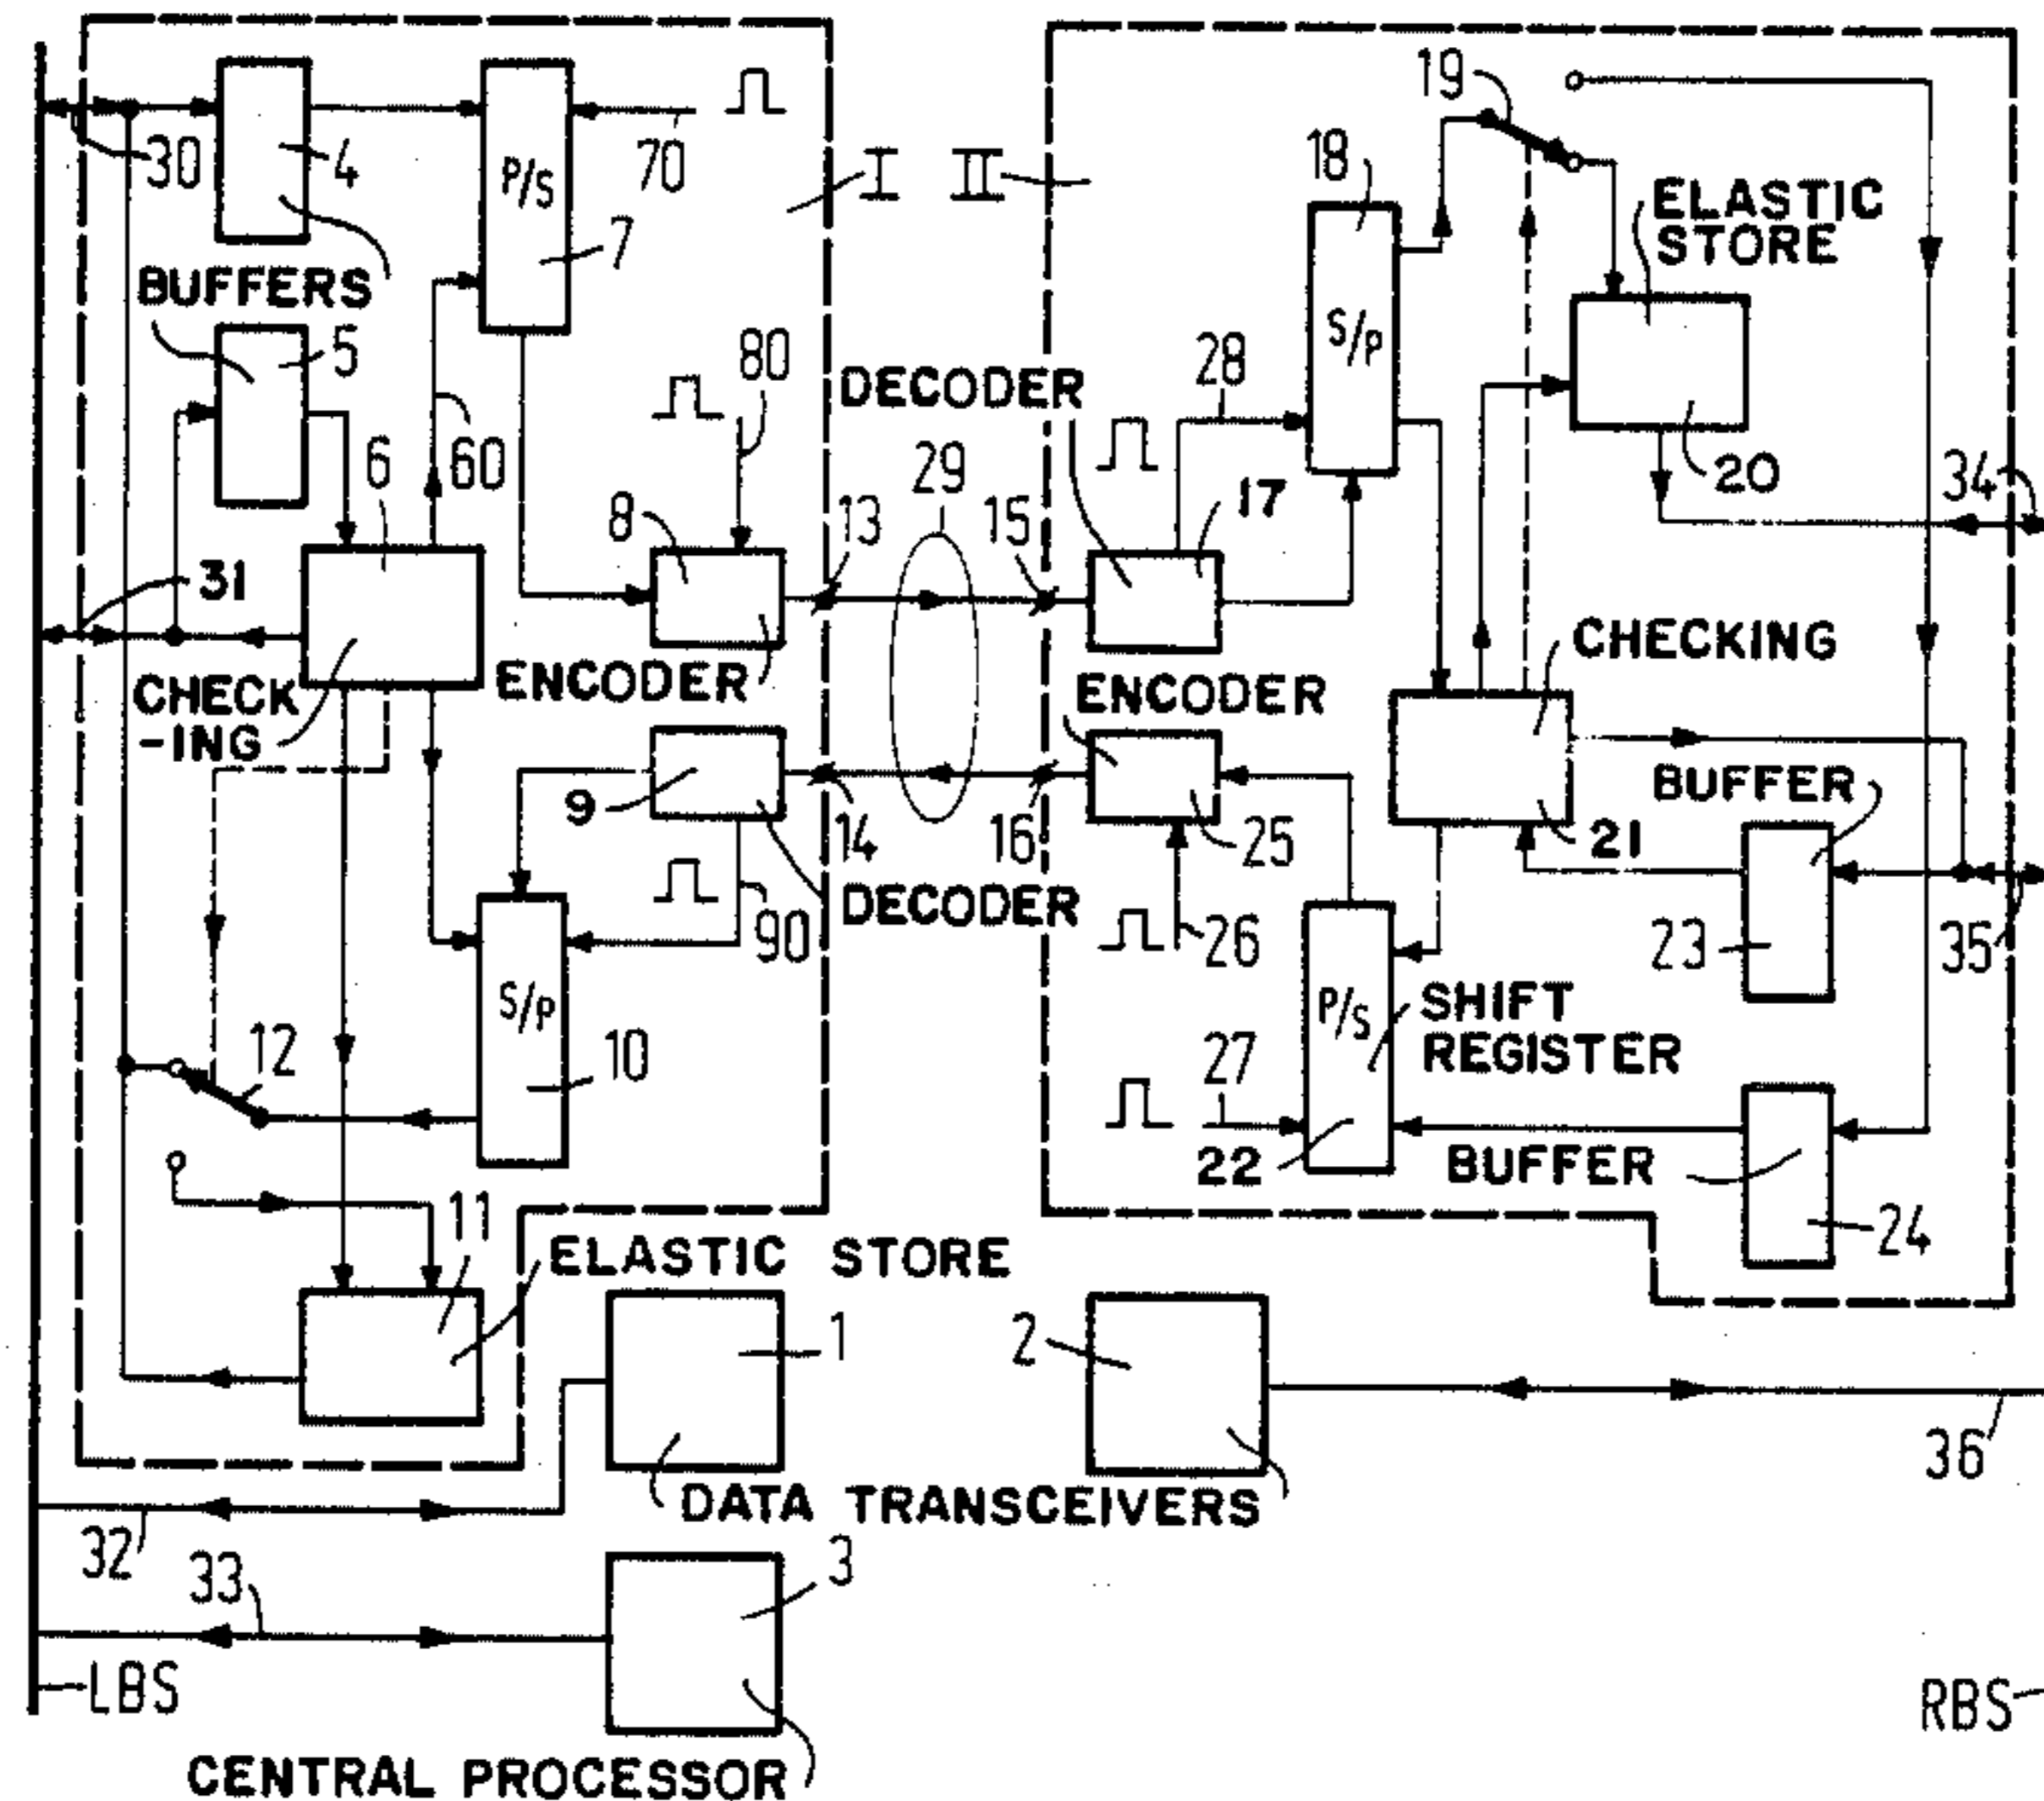 19
30
4
P/S
70
I
II
18
ELASTIC
STORE
7
BUFFERS
5
80
DECODER
28
S/P
6
60
29
20
34
8
13
15
17
31
ENCODER
CHECKING
CHECK
-ING
ENCODER
9
14
16
25
21
BUFFER
90
DECODER
26
23
35
S/P
12
10
27
P/S
SHIFT
REGISTER
22
BUFFER
24
11
ELASTIC STORE
1
2
36
DATA TRANSCEIVERS
32
33
3
LBS
RBS
CENTRAL PROCESSOR